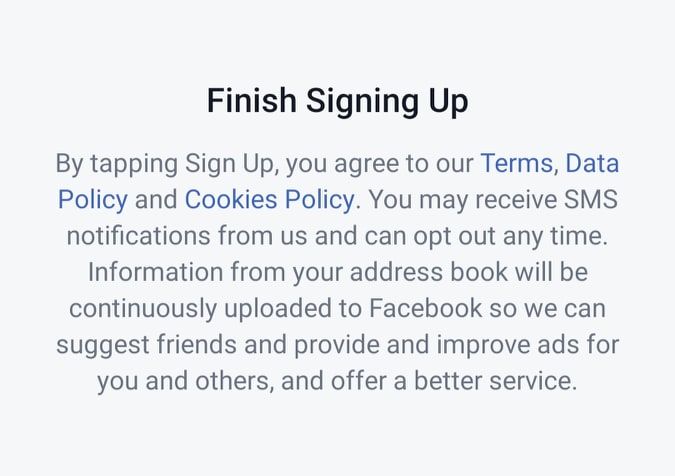 Finish Signing Up
By tapping Sign Up, you agree to our Terms, Data
Policy and Cookies Policy. You may receive SMS
notifications from us and can opt out any time.
Information from your address book will be
continuously uploaded to Facebook so we can
suggest friends and provide and improve ads for
you and others, and offer a better service.